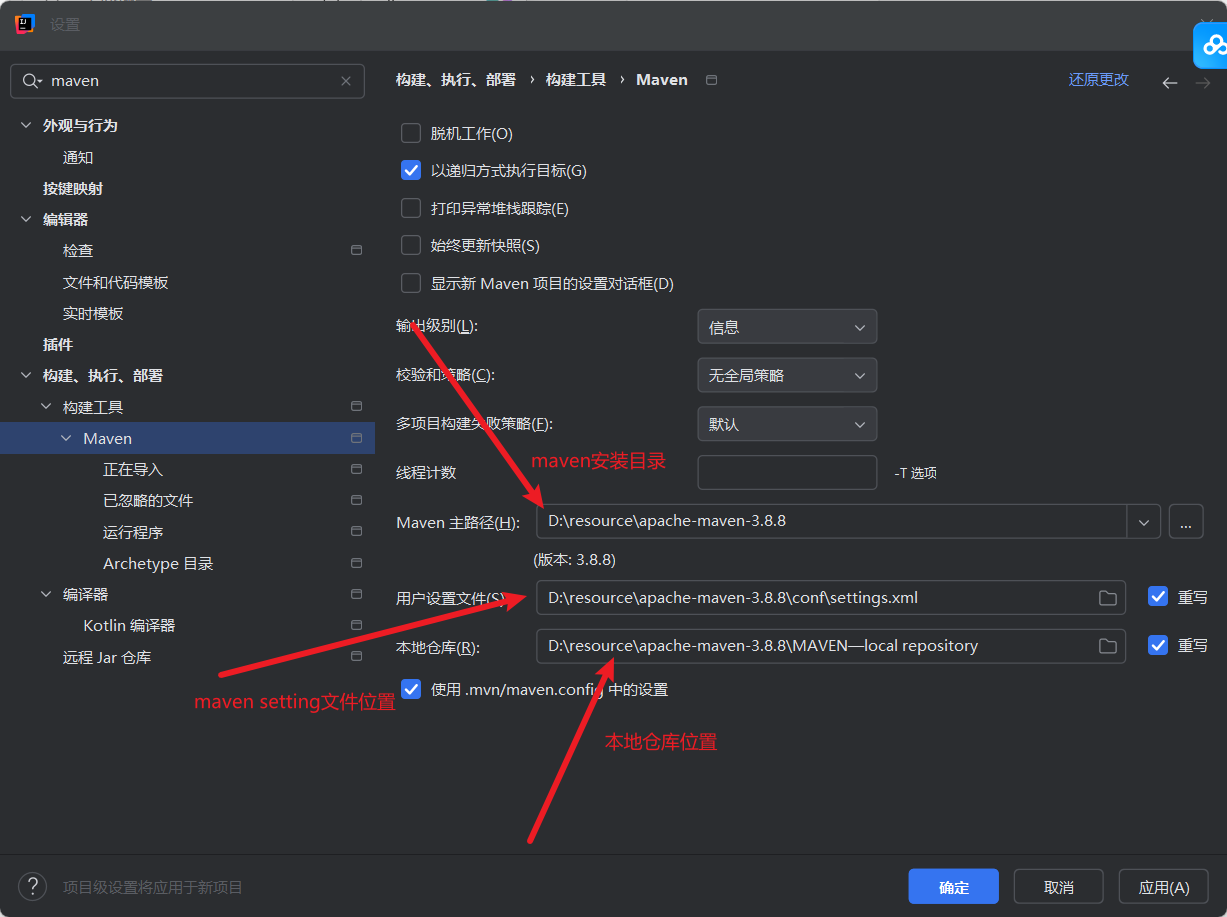 设置
maven
构建、执行、部署 › 构建工具 › Maven
还原更改
外观与行为
通知
按键映射
编辑器
检查
文件和代码模板
实时模板
插件
构建、执行、部署
构建工具
Maven
正在导入
已忽略的文件
运行程序
Archetype 目录
编译器
Kotlin 编译器
远程 Jar 仓库
脱机工作(O)
以递归方式执行目标(G)
打印异常堆栈跟踪(E)
始终更新快照(S)
显示新 Maven 项目的设置对话框(D)
输出级别(L): 信息
校验和策略(C): 无全局策略
多项目构建失败策略(F): 默认
线程计数 -T 选项
maven安装目录
Maven 主路径(H): D:\resource\apache-maven-3.8.8 ...
(版本: 3.8.8)
用户设置文件(S) D:\resource\apache-maven-3.8.8\conf\settings.xml 重写
本地仓库(R): D:\resource\apache-maven-3.8.8\MAVEN—local repository 重写
使用 .mvn/maven.config 中的设置
maven setting文件位置
本地仓库位置
? 项目级设置将应用于新项目
确定 取消 应用(A)